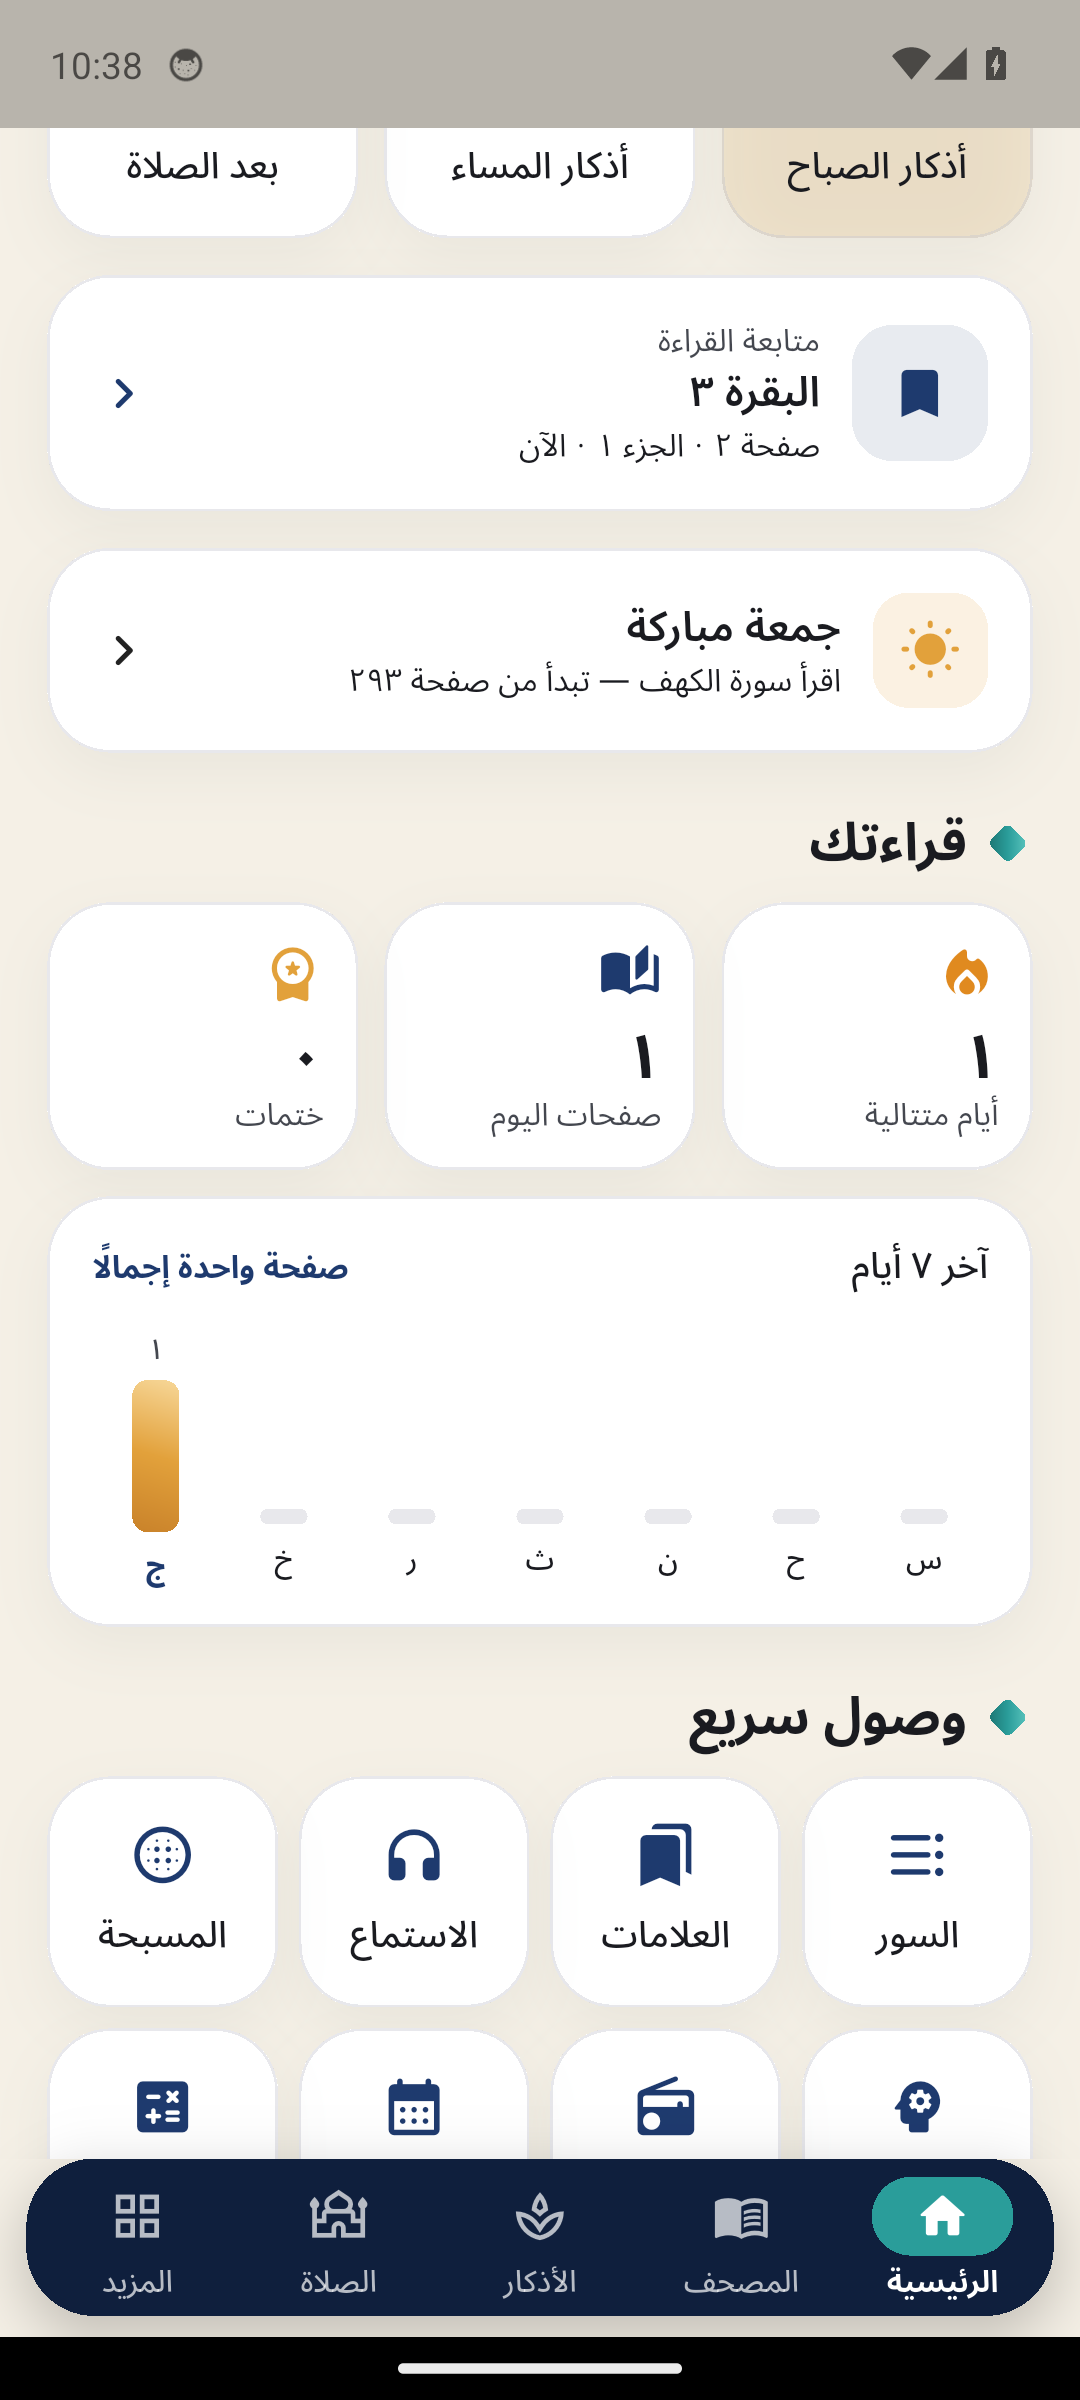 10:38
أذكار الصباح
أذكار المساء
بعد الصلاة
متابعة القراءة
البقرة ٣
صفحة ٢ · الجزء ١ · الآن
جمعة مباركة
اقرأ سورة الكهف — تبدأ من صفحة ٢٩٣
قراءتك
١
أيام متتالية
١
صفحات اليوم
٠
ختمات
آخر ٧ أيام
صفحة واحدة إجمالًا
١
س
ح
ن
ث
ر
خ
ج
وصول سريع
السور
العلامات
الاستماع
المسبحة
الرئيسية
المصحف
الأذكار
الصلاة
المزيد